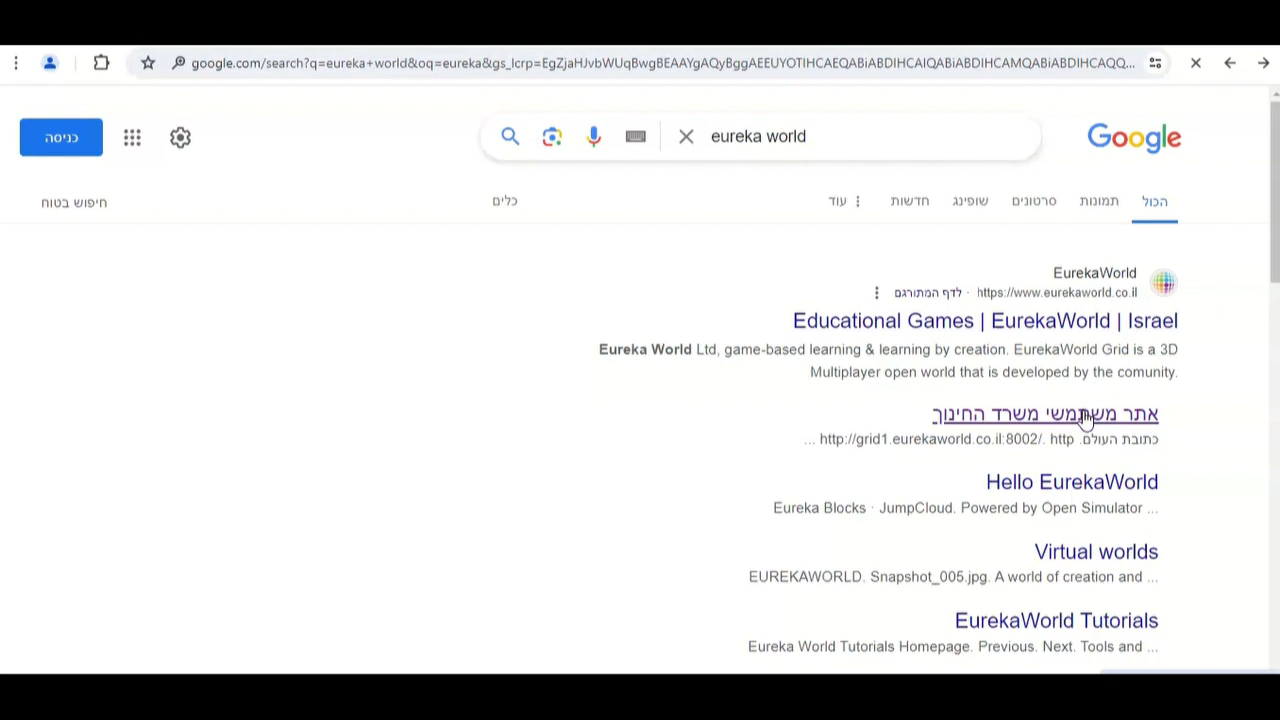 google.com/search?q=eureka+world&oq=eureka&gs_lcrp=EgZjaHJvbWUqBwgBEAAYgAQyBggAEEUYOTIHCAEQABiABDIHCAIQABiABDIHCAMQABiABDIHCAQQ...
Google
eureka world
כניסה
הכול תמונות סרטונים שופינג חדשות עוד כלים חיפוש בטוח
EurekaWorld
https://www.eurekaworld.co.il · לדף המתורגם
Educational Games | EurekaWorld | Israel
Eureka World Ltd, game-based learning & learning by creation. EurekaWorld Grid is a 3D
Multiplayer open world that is developed by the comunity.
אתר משתמשי משרד החינוך
כתובת העולם. http://grid1.eurekaworld.co.il:8002/. http ...
Hello EurekaWorld
Eureka Blocks · JumpCloud. Powered by Open Simulator ...
Virtual worlds
EUREKAWORLD. Snapshot_005.jpg. A world of creation and ...
EurekaWorld Tutorials
Eureka World Tutorials Homepage. Previous. Next. Tools and ...